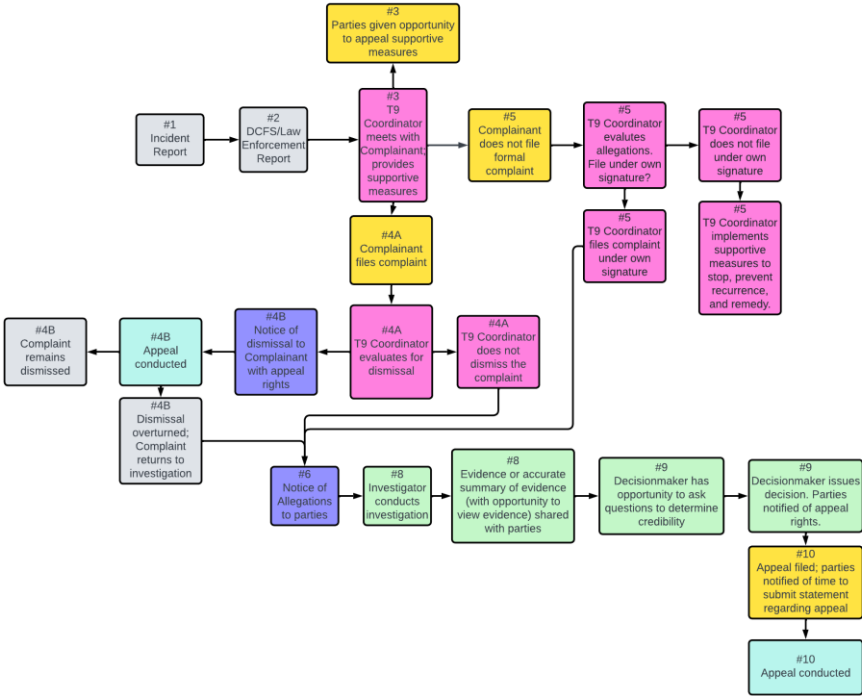 #3
Parties given opportunity
to appeal supportive
measures
#1
Incident
Report
#2
DCFS/Law
Enforcement
Report
#3
T9
Coordinator
meets with
Complainant;
provides
supportive
measures
#5
Complainant
does not file
formal
complaint
#5
T9 Coordinator
evalutes
allegations.
File under own
signature?
#5
T9 Coordinator
does not file
under own
signature
#4A
Complainant
files complaint
#5
T9 Coordinator
files complaint
under own
signature
#5
T9 Coordinator
implements
supportive
measures to
stop, prevent
recurrence,
and remedy.
#4B
Complaint
remains
dismissed
#4B
Appeal
conducted
#4B
Notice of
dismissal to
Complainant
with appeal
rights
#4A
T9 Coordinator
evaluates for
dismissal
#4A
T9 Coordinator
does not
dismiss the
complaint
#4B
Dismissal
overturned;
Complaint
returns to
investigation
#6
Notice of
Allegations
to parties
#8
Investigator
conducts
investigation
#8
Evidence or accurate
summary of evidence
(with opportunity to
view evidence) shared
with parties
#9
Decisionmaker has
opportunity to ask
questions to determine
credibility
#9
Decisionmaker issues
decision. Parties
notified of appeal
rights.
#10
Appeal filed; parties
notified of time to
submit statement
regarding appeal
#10
Appeal conducted